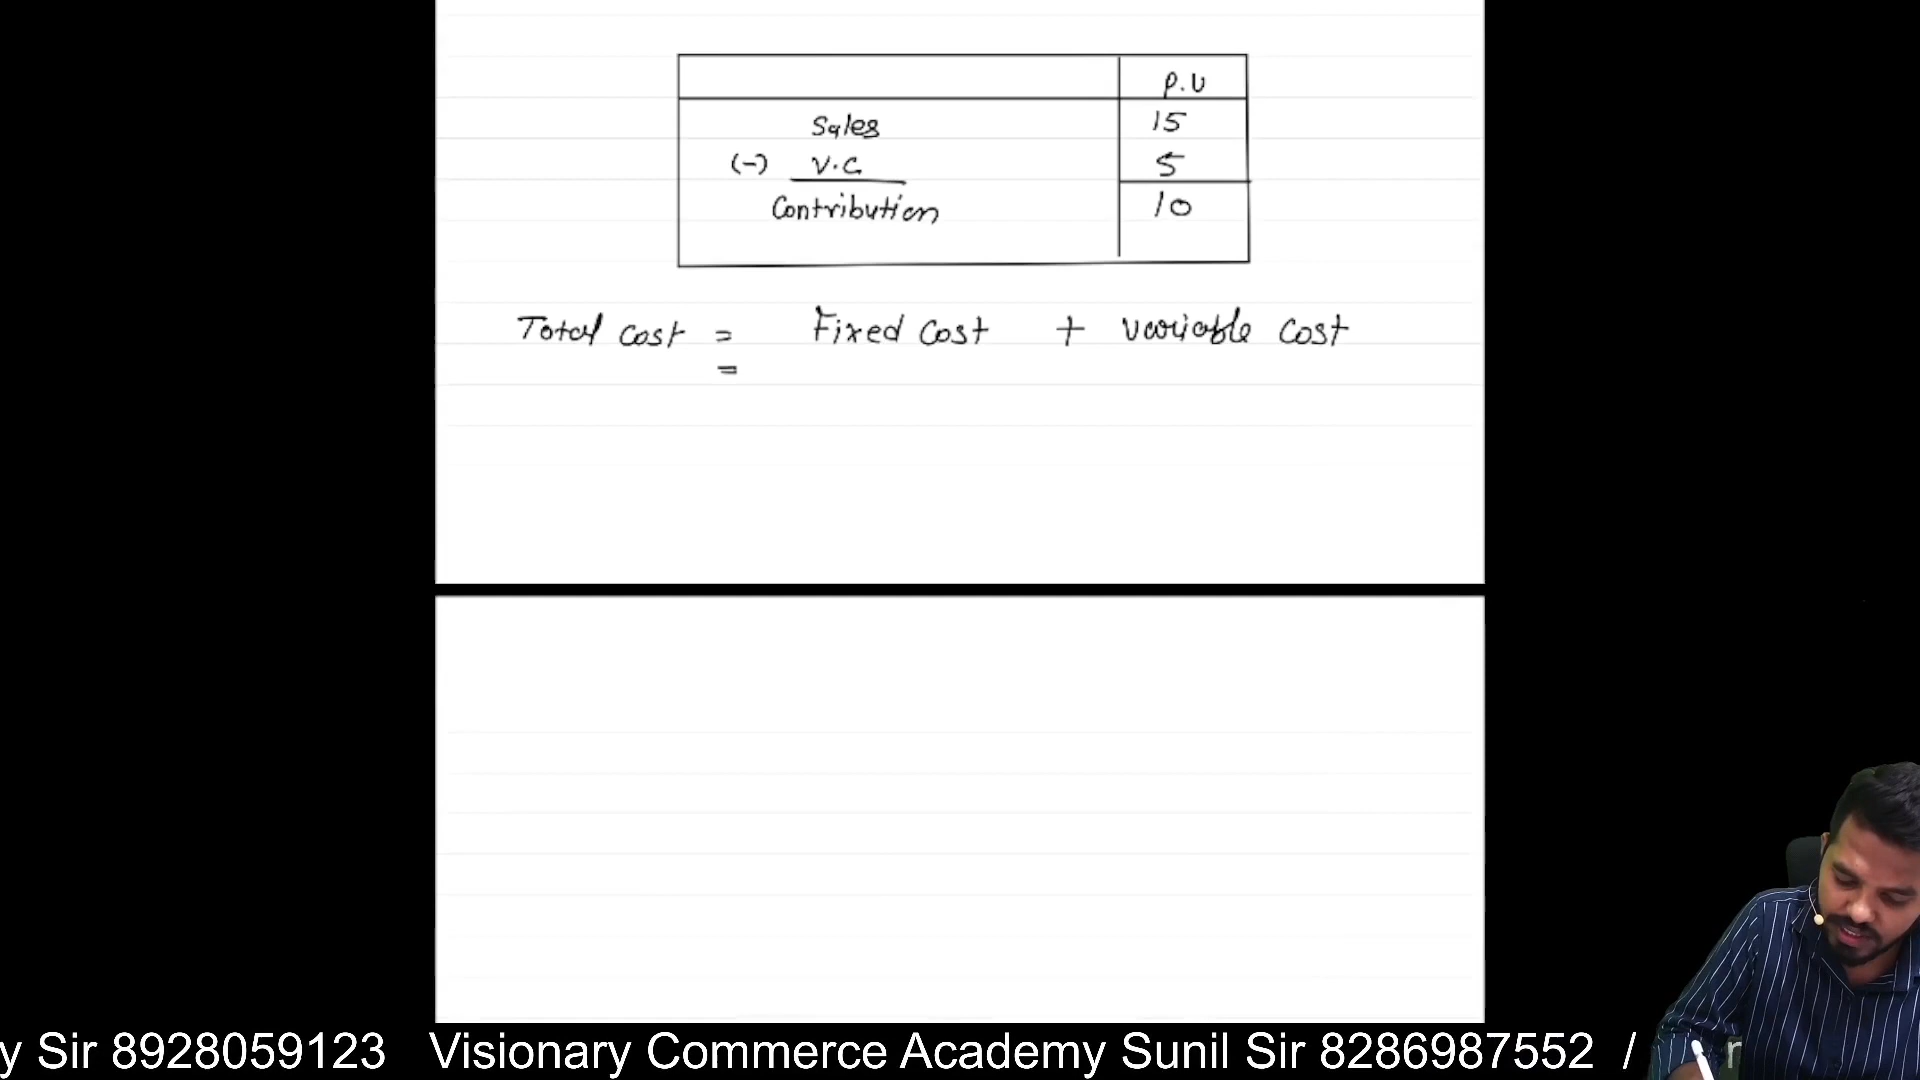 P.U
Sales 15
(-) V.C 5
Contribution 10
Total cost = Fixed cost + variable cost
=
y Sir 8928059123 Visionary Commerce Academy Sunil Sir 8286987552 /